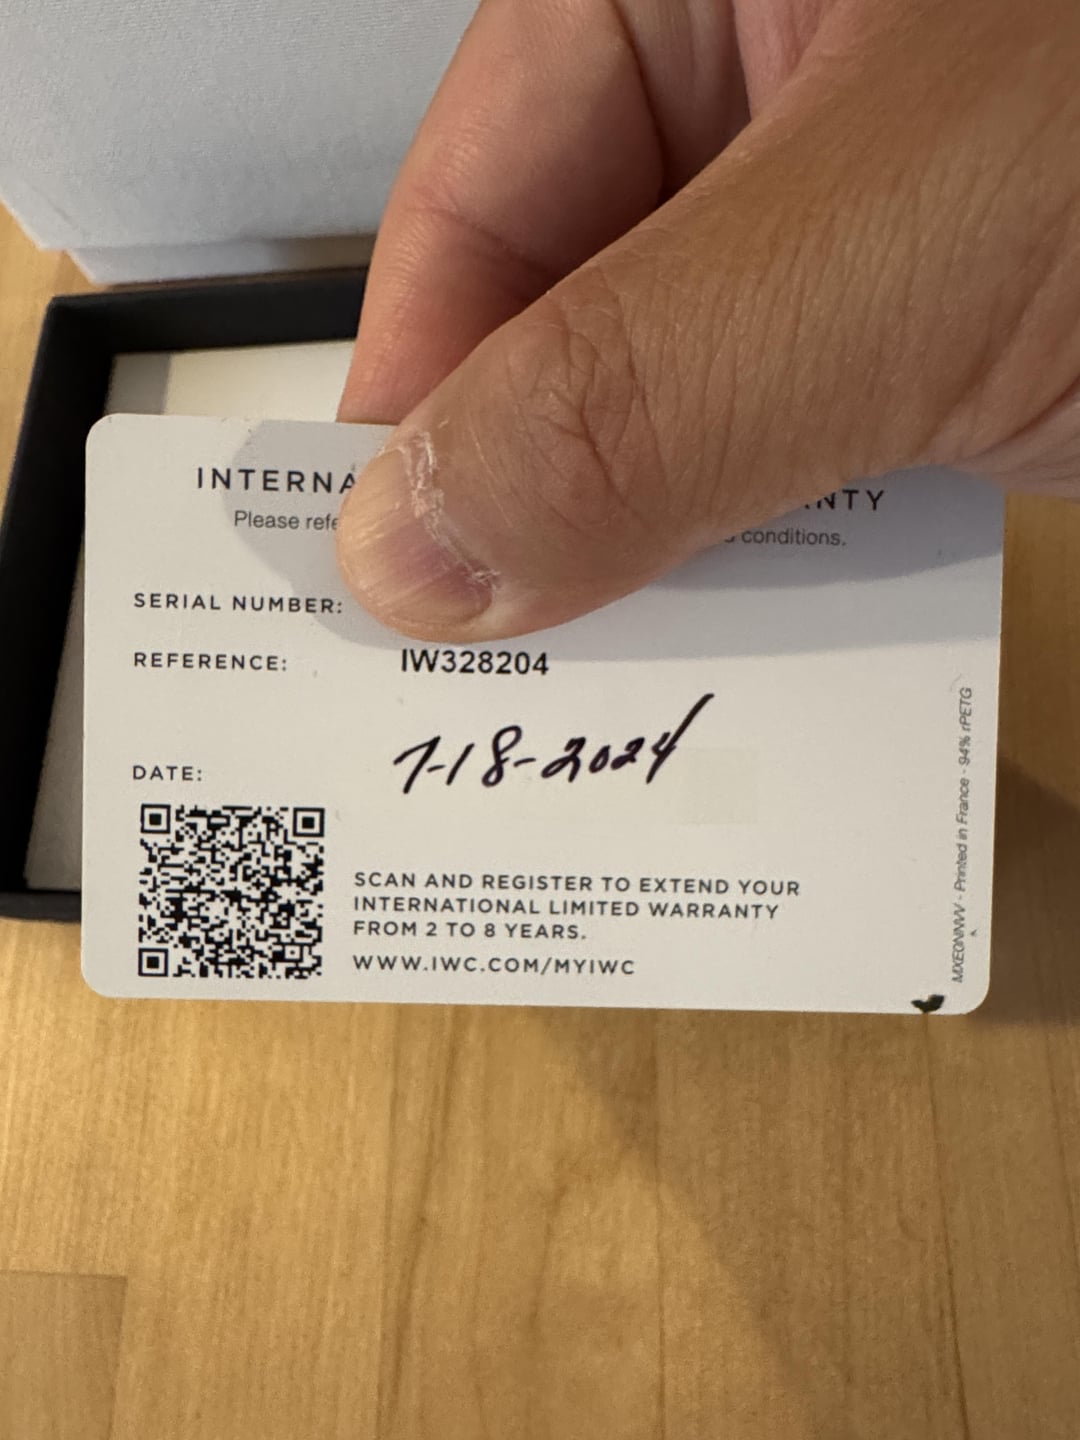 INTERNA NTY
Please refe conditions.
SERIAL NUMBER:
REFERENCE: IW328204
DATE: 7-18-2024
SCAN AND REGISTER TO EXTEND YOUR
INTERNATIONAL LIMITED WARRANTY
FROM 2 TO 8 YEARS.
WWW.IWC.COM/MYIWC
Printed in France - 94% rPETG